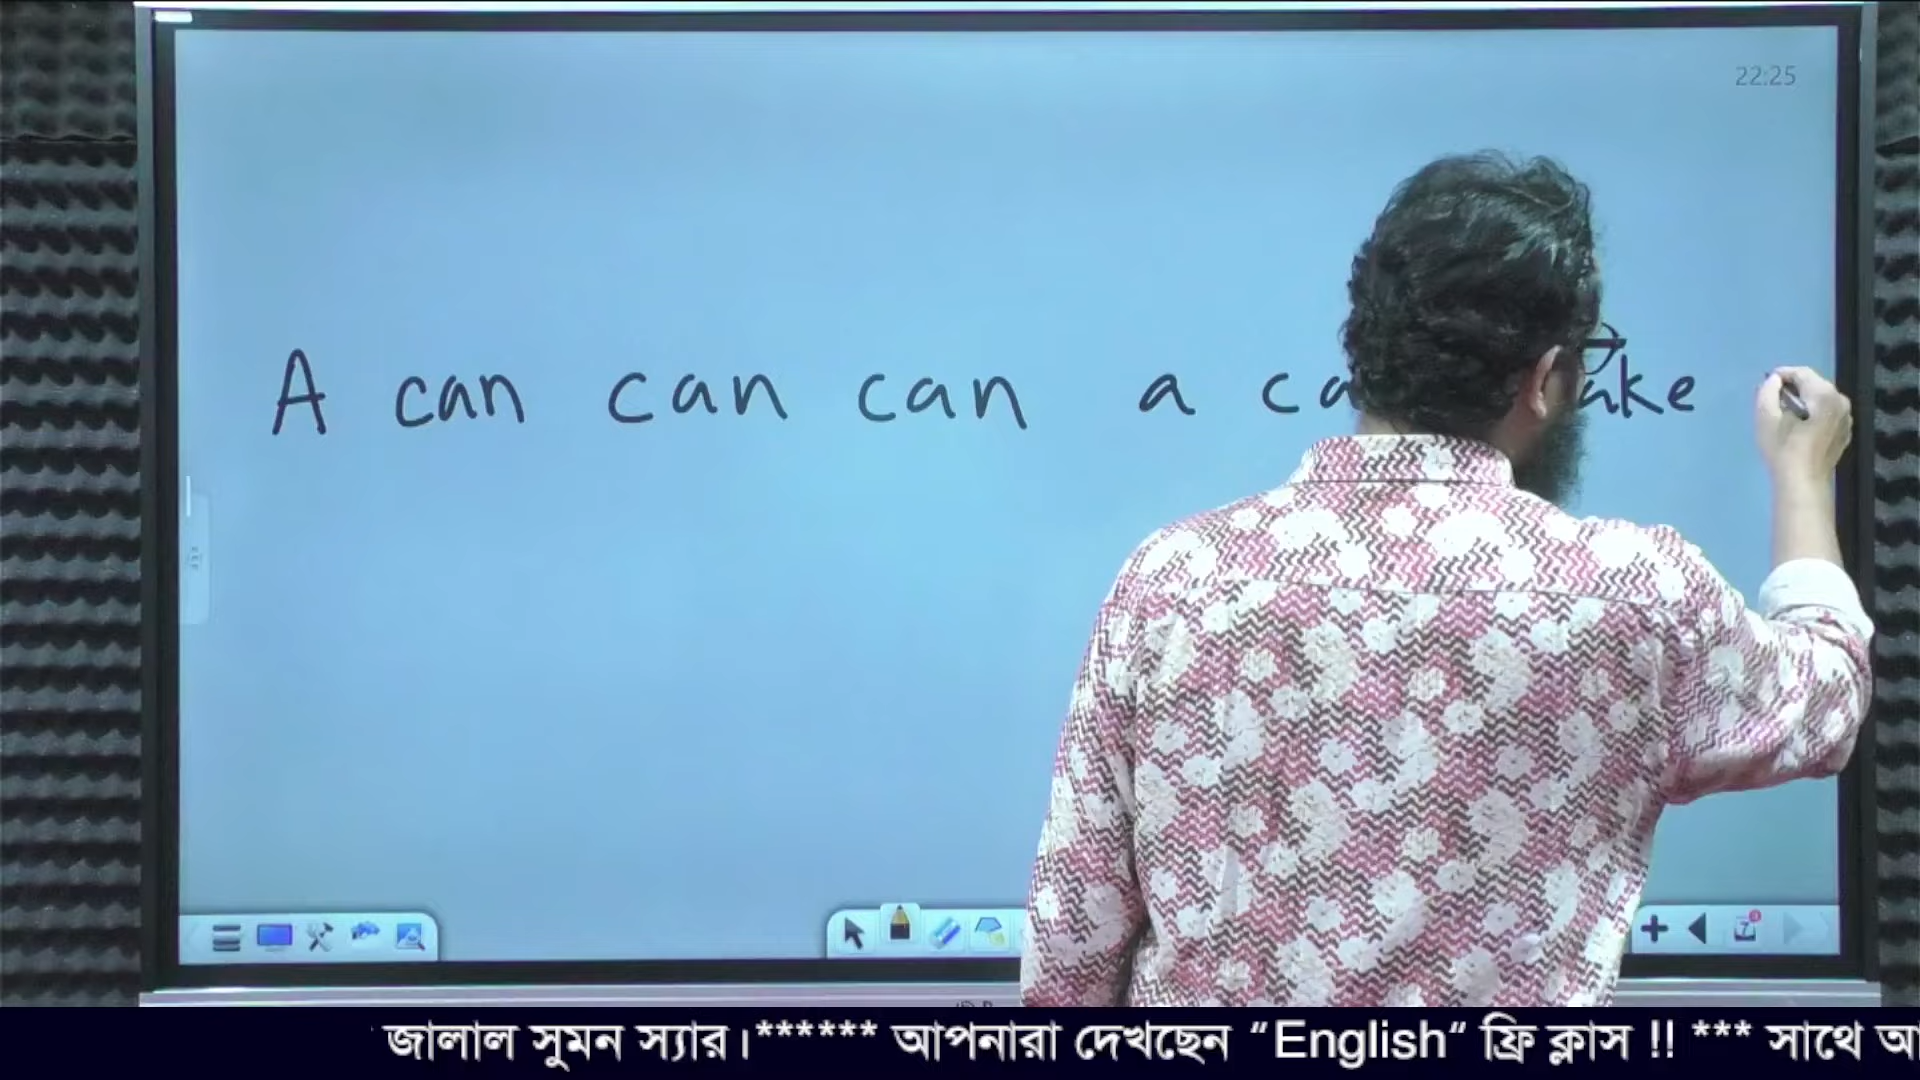 22:25
A can can can a
জালাল সুমন স্যার।****** আপনারা দেখছেন “English“ ফ্রি ক্লাস !! *** সাথে